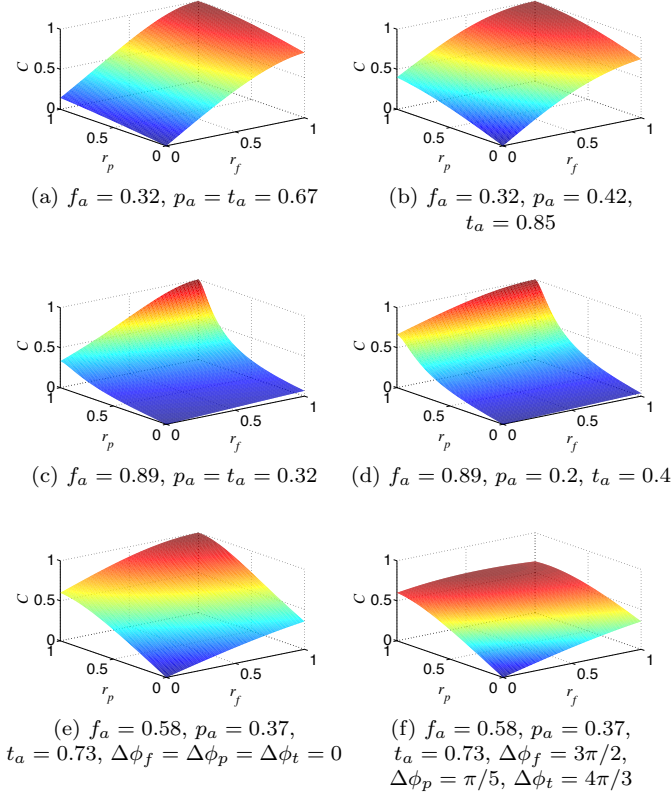 1
0.5
0
C
1
0.5
0
r_p
0
0.5
1
r_f
(a) f_a = 0.32, p_a = t_a = 0.67
1
0.5
0
C
1
0.5
0
r_p
0
0.5
1
r_f
(b) f_a = 0.32, p_a = 0.42,
t_a = 0.85
1
0.5
0
C
1
0.5
0
r_p
0
0.5
1
r_f
(c) f_a = 0.89, p_a = t_a = 0.32
1
0.5
0
C
1
0.5
0
r_p
0
0.5
1
r_f
(d) f_a = 0.89, p_a = 0.2, t_a = 0.4
1
0.5
0
C
1
0.5
0
r_p
0
0.5
1
r_f
(e) f_a = 0.58, p_a = 0.37,
t_a = 0.73, Δϕ_f = Δϕ_p = Δϕ_t = 0
1
0.5
0
C
1
0.5
0
r_p
0
0.5
1
r_f
(f) f_a = 0.58, p_a = 0.37,
t_a = 0.73, Δϕ_f = 3π/2,
Δϕ_p = π/5, Δϕ_t = 4π/3